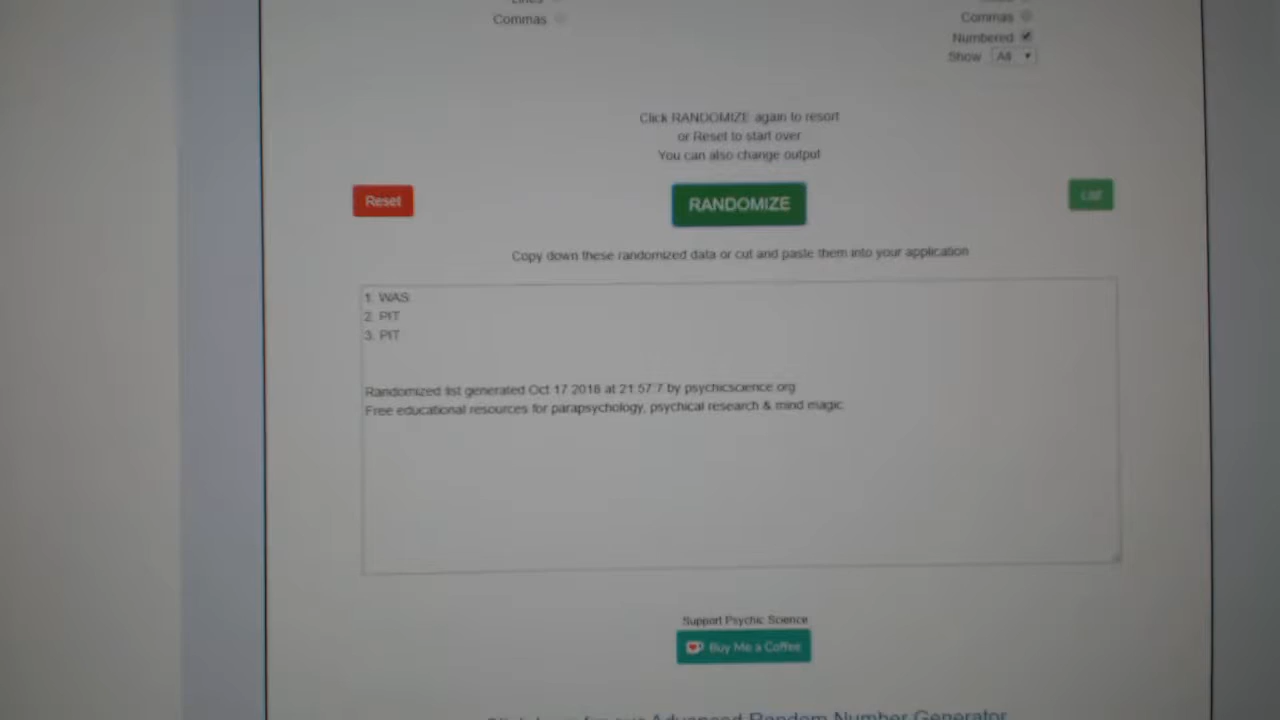 Commas
Commas
Numbered
Show All
Click RANDOMIZE again to resort
or Reset to start over
You can also change output
Reset
RANDOMIZE
List
Copy down these randomized data or cut and paste them into your application
1. WAS
2. PIT
3. PIT
Randomized list generated Oct 17 2018 at 21:57:7 by psychicscience.org
Free educational resources for parapsychology, psychical research & mind magic
Support Psychic Science
Buy Me a Coffee
Advanced Random Number Generator